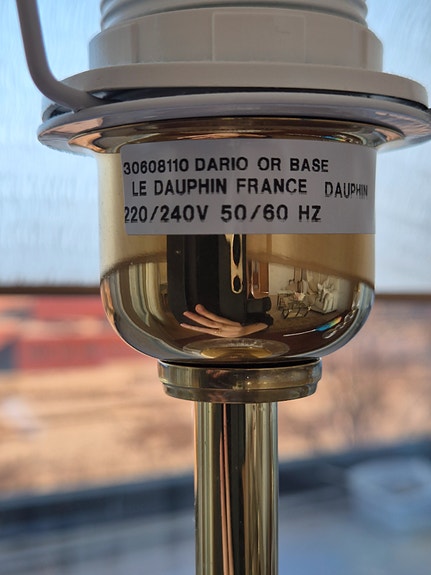 30608110 DARIO OR BASE
LE DAUPHIN FRANCE DAUPHIN
220/240V 50/60 HZ